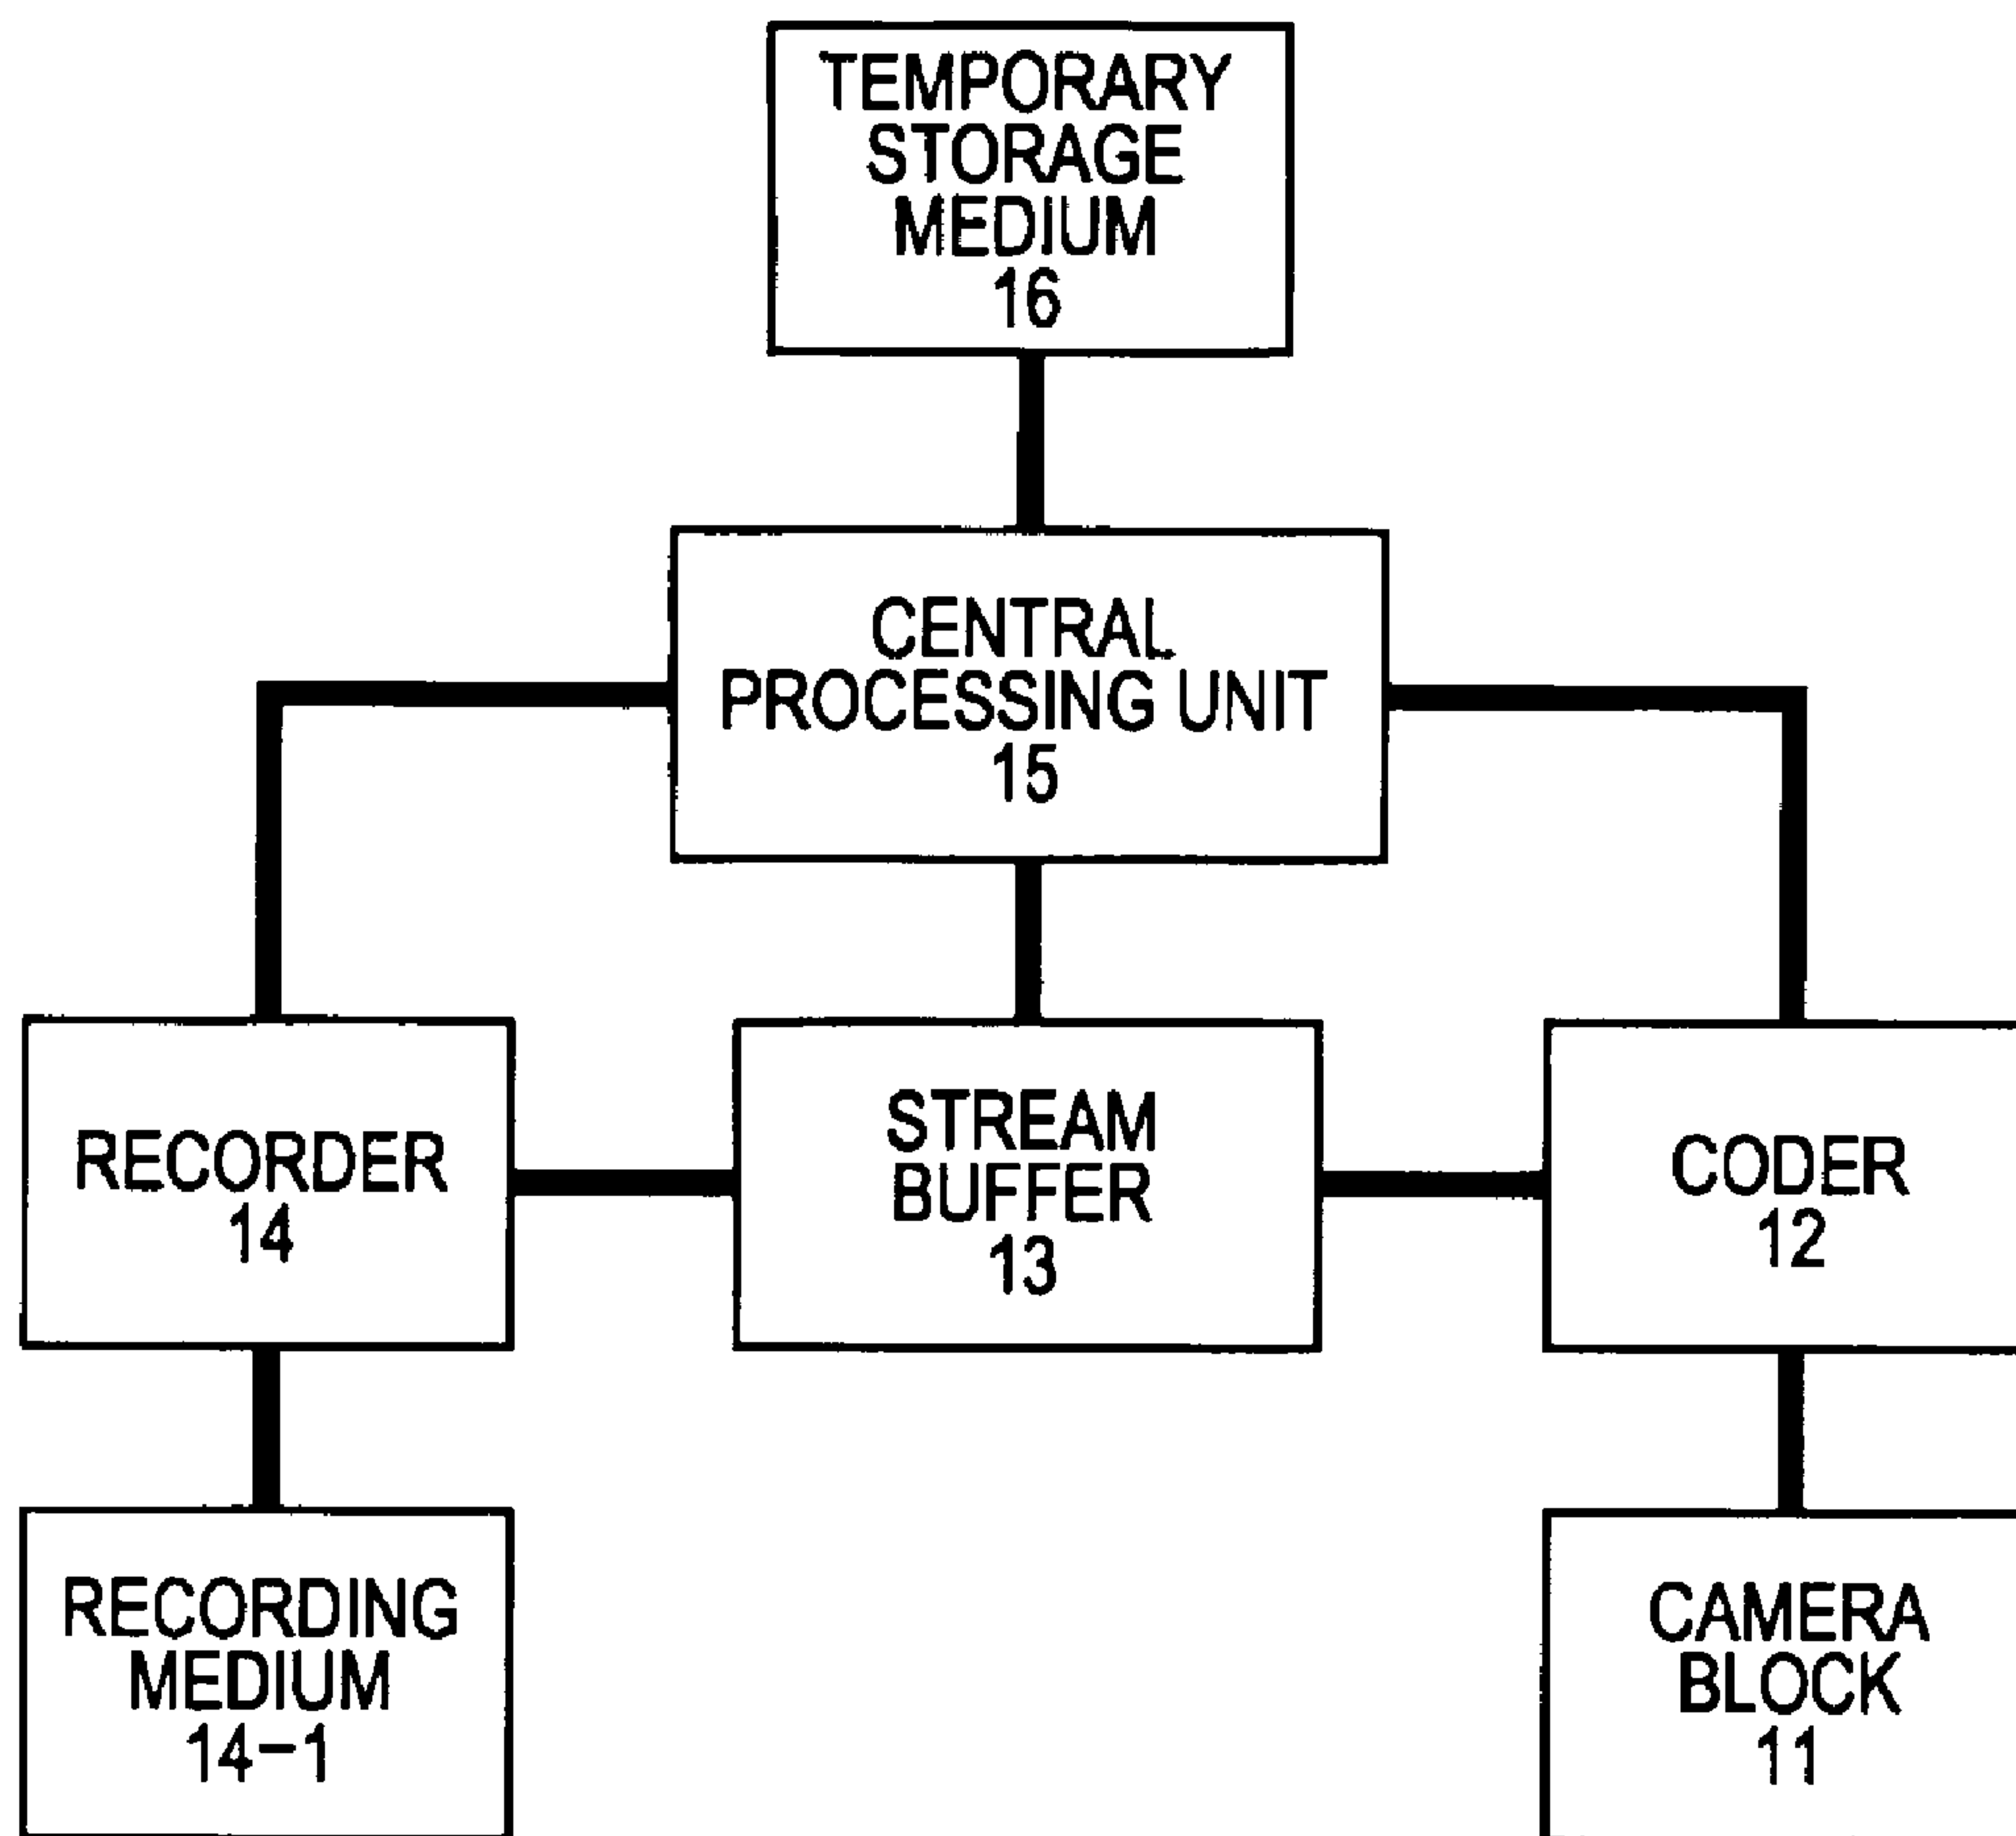 TEMPORARY
STORAGE
MEDIUM
16
CENTRAL
PROCESSING UNIT
15
RECORDER
14
STREAM
BUFFER
13
CODER
12
RECORDING
MEDIUM
14-1
CAMERA
BLOCK
11